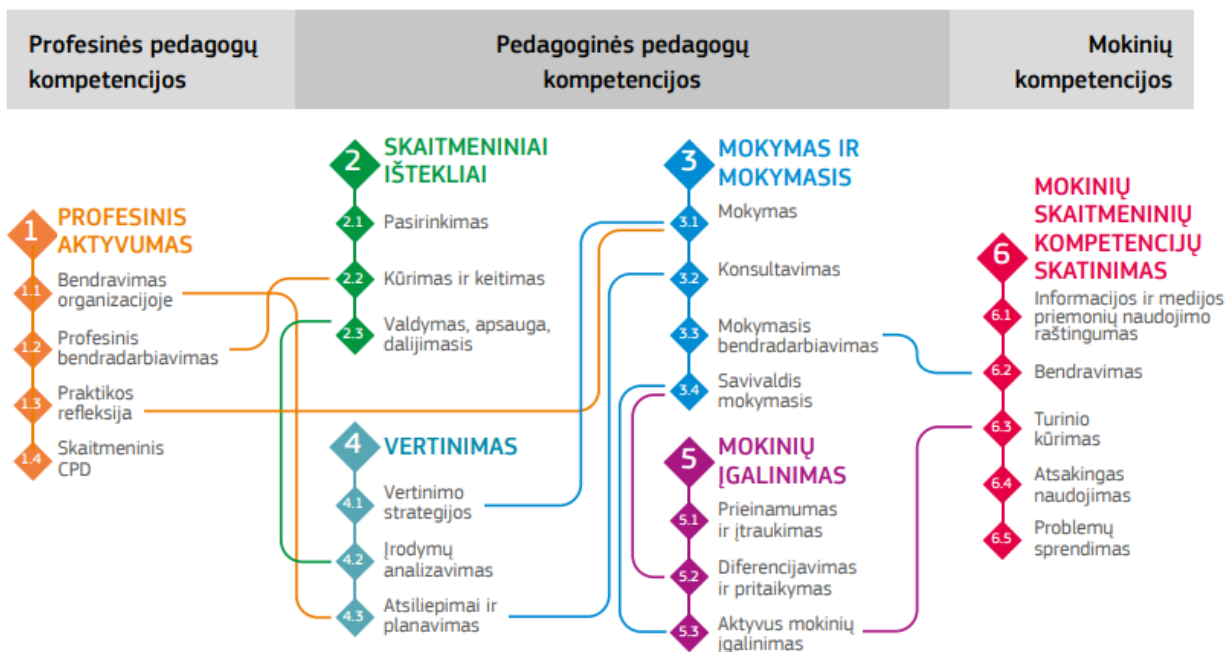 Profesinės pedagogų
kompetencijos
Pedagoginės pedagogų
kompetencijos
Mokinių
kompetencijos
1
PROFESINIS
AKTYVUMAS
1.1
Bendravimas
organizacijoje
1.2
Profesinis
bendradarbiavimas
1.3
Praktikos
refleksija
1.4
Skaitmeninis
CPD
2
SKAITMENINIAI
IŠTEKLIAI
2.1
Pasirinkimas
2.2
Kūrimas ir keitimas
2.3
Valdymas, apsauga,
dalijimasis
4
VERTINIMAS
4.1
Vertinimo
strategijos
4.2
Įrodymų
analizavimas
4.3
Atsiliepimai ir
planavimas
3
MOKYMAS IR
MOKYMASIS
3.1
Mokymas
3.2
Konsultavimas
3.3
Mokymasis
bendradarbiavimas
3.4
Savivaldis
mokymasis
5
MOKINIŲ
ĮGALINIMAS
5.1
Prieinamumas
ir įtraukimas
5.2
Diferencijavimas
ir pritaikymas
5.3
Aktyvus mokinių
įgalinimas
6
MOKINIŲ
SKAITMENINIŲ
KOMPETENCIJŲ
SKATINIMAS
6.1
Informacijos ir medijos
priemonių naudojimo
raštingumas
6.2
Bendravimas
6.3
Turinio
kūrimas
6.4
Atsakingas
naudojimas
6.5
Problemų
sprendimas